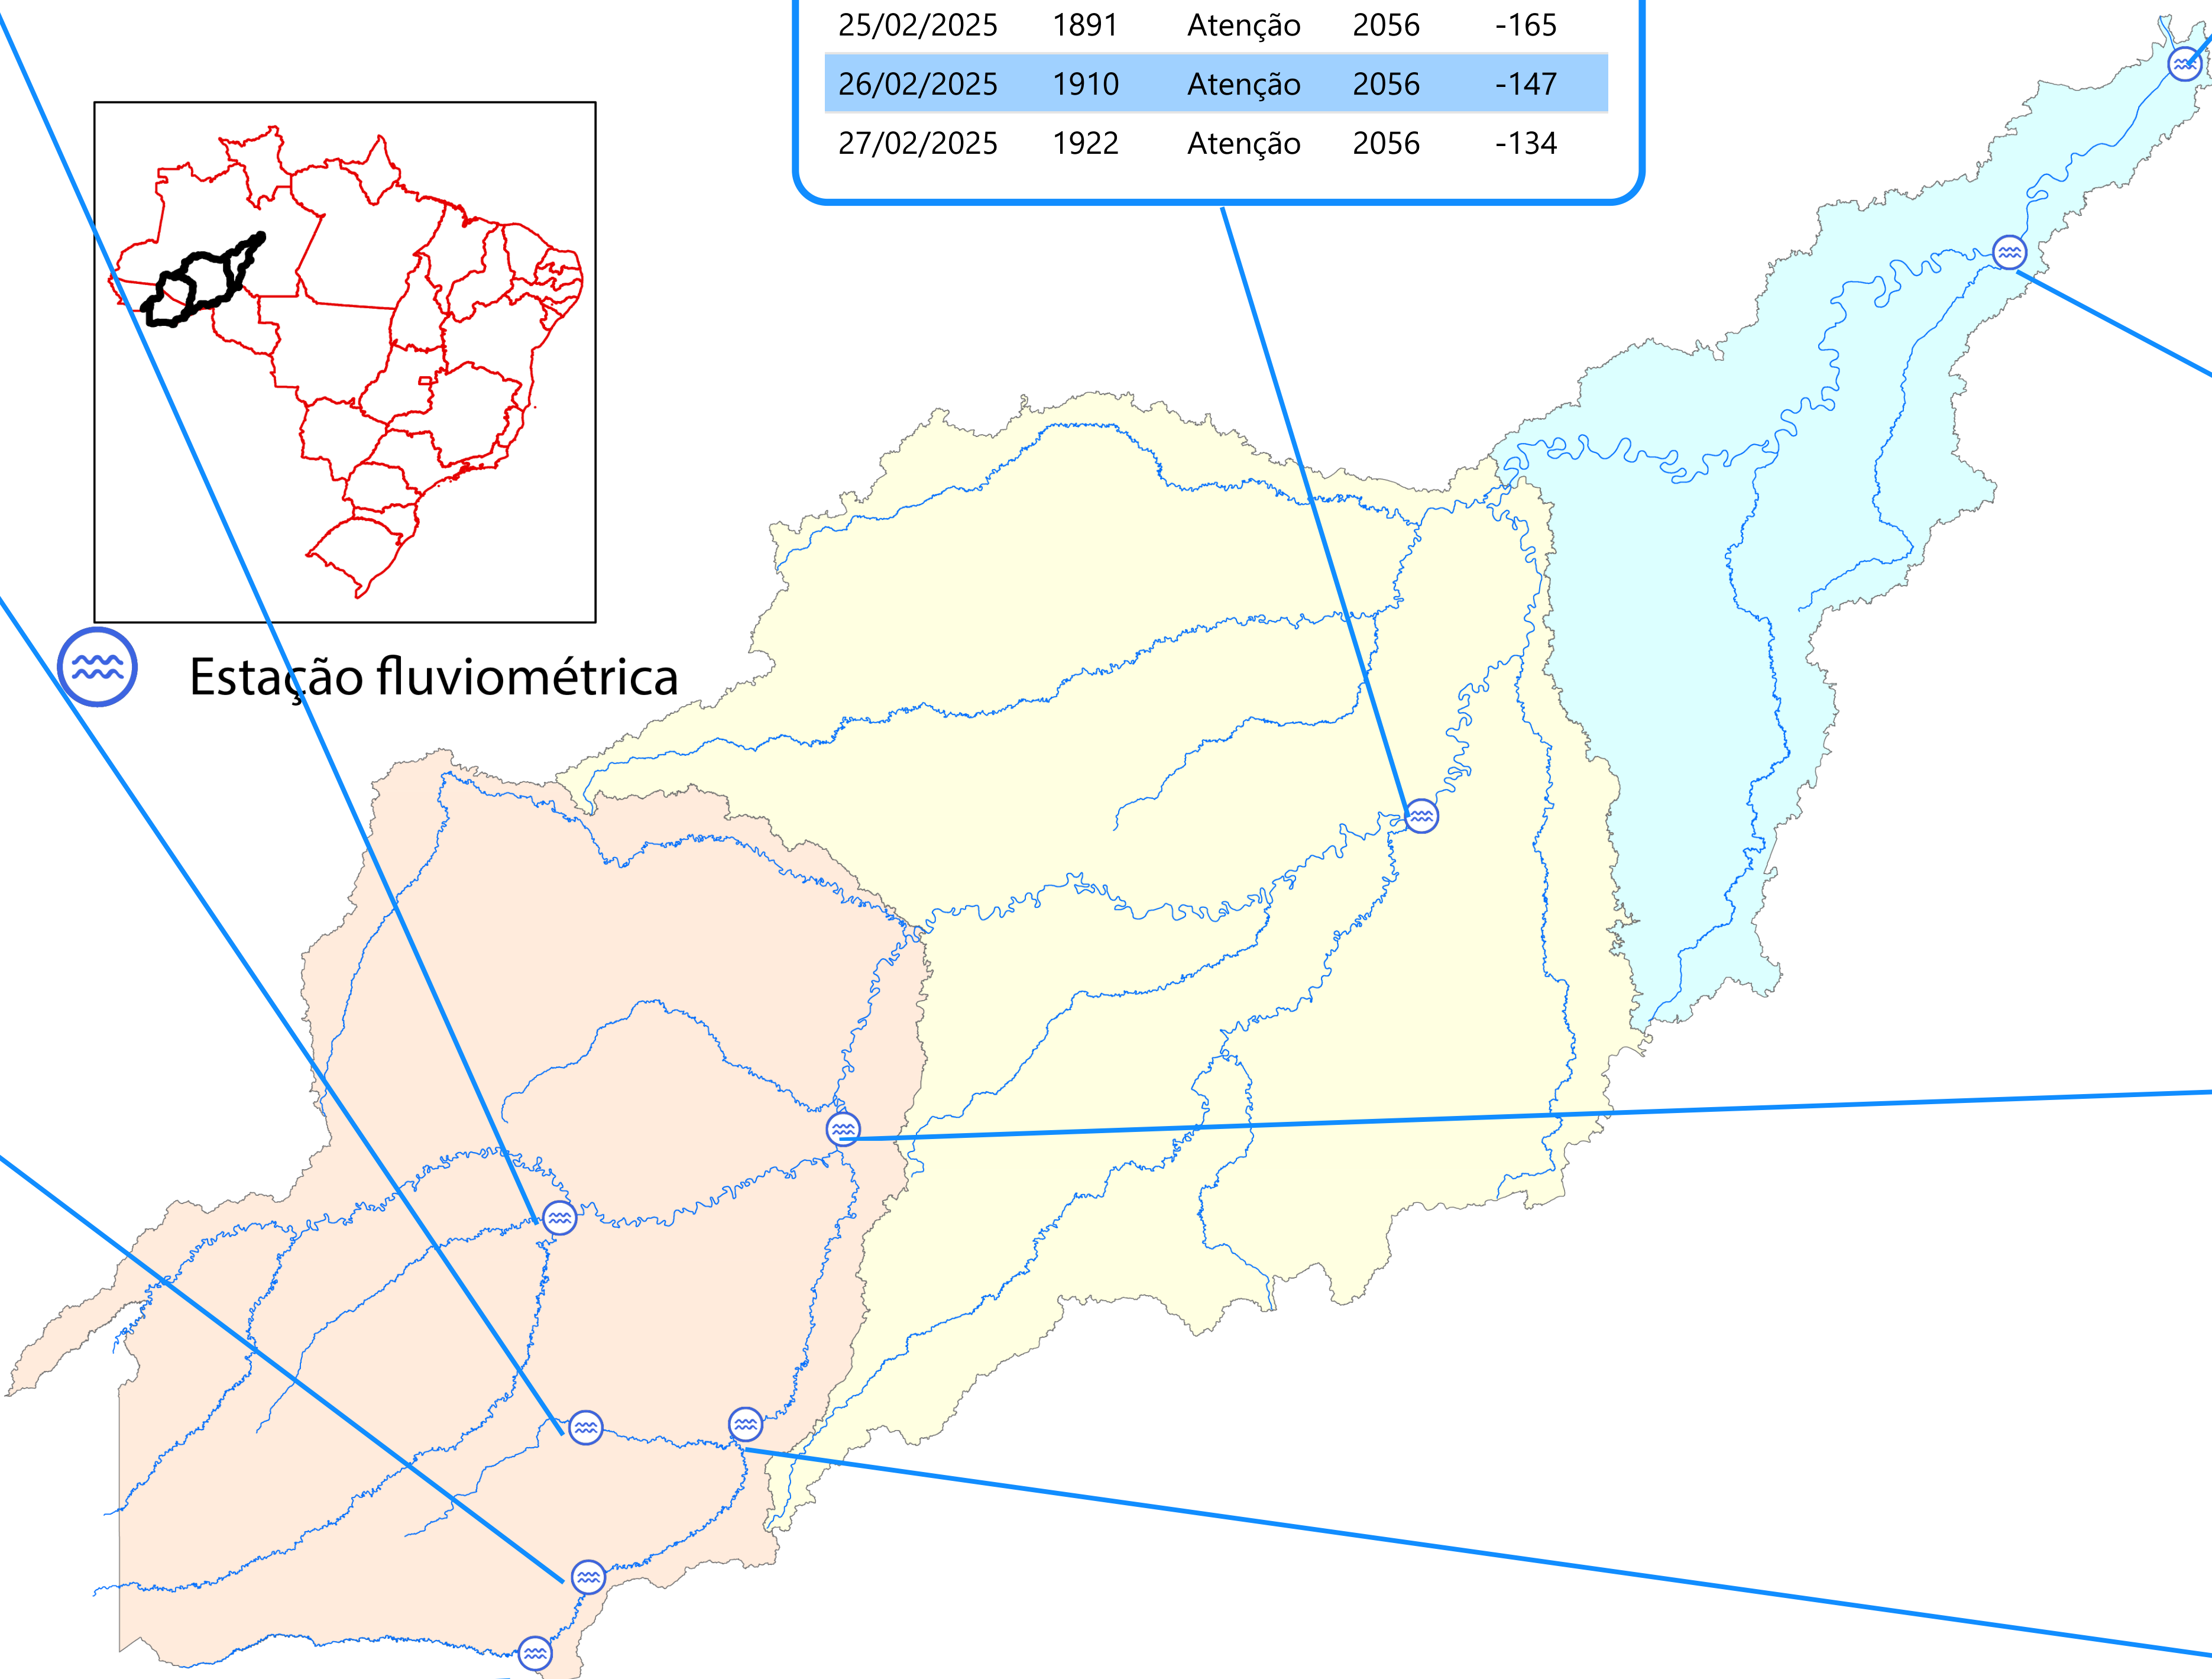 25/02/2025 1891 Atenção 2056 -165
26/02/2025 1910 Atenção 2056 -147
27/02/2025 1922 Atenção 2056 -134
Estação fluviométrica